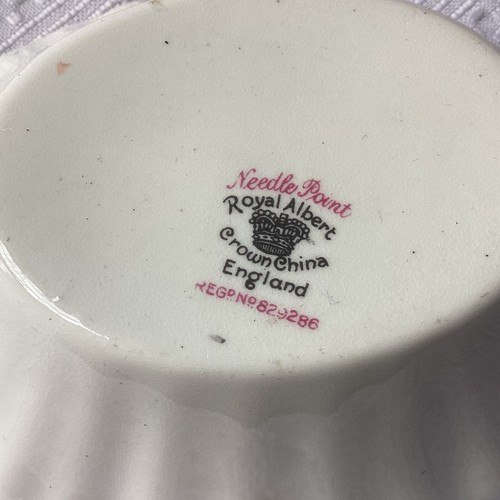 Needle Point
Royal Albert
Crown China
England
REGD NO 829286